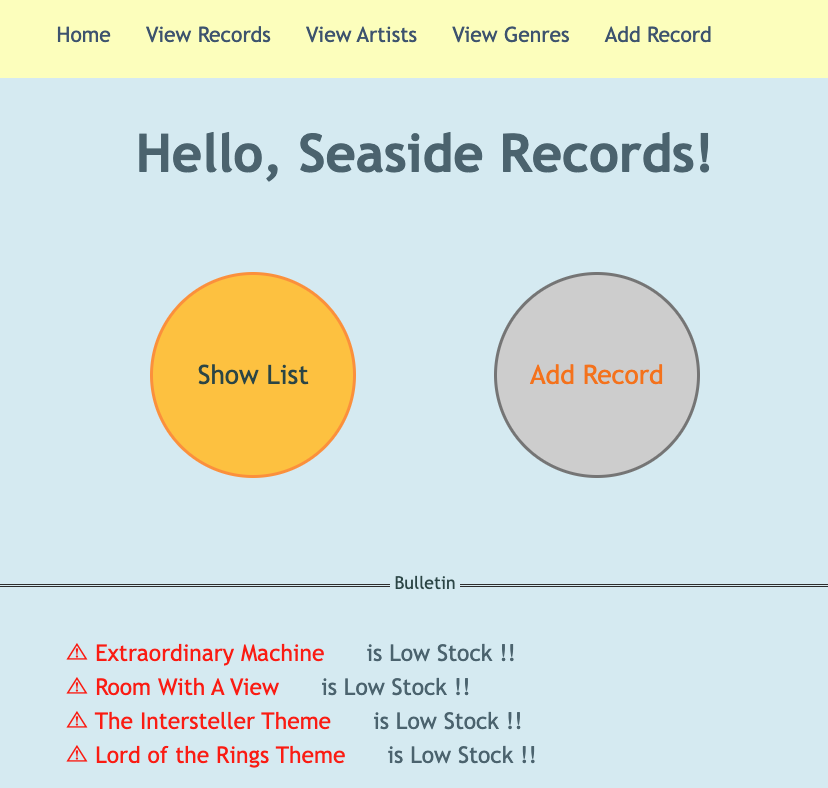 Home View Records View Artists View Genres Add Record
Hello, Seaside Records!
Show List Add Record
Bulletin
⚠ Extraordinary Machine is Low Stock !!
⚠ Room With A View is Low Stock !!
⚠ The Intersteller Theme is Low Stock !!
⚠ Lord of the Rings Theme is Low Stock !!